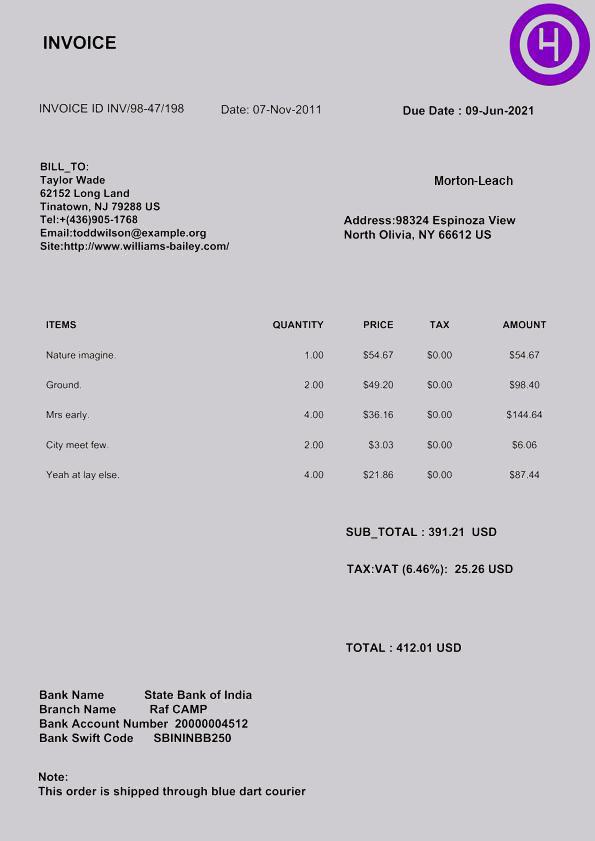 INVOICE
INVOICE ID INV/98-47/198 Date: 07-Nov-2011 Due Date : 09-Jun-2021
BILL_TO:
Taylor Wade
62152 Long Land
Tinatown, NJ 79288 US
Tel:+(436)905-1768
Email:toddwilson@example.org
Site:http://www.williams-bailey.com/
Morton-Leach
Address:98324 Espinoza View
North Olivia, NY 66612 US
ITEMS QUANTITY PRICE TAX AMOUNT
Nature imagine. 1.00 $54.67 $0.00 $54.67
Ground. 2.00 $49.20 $0.00 $98.40
Mrs early. 4.00 $36.16 $0.00 $144.64
City meet few. 2.00 $3.03 $0.00 $6.06
Yeah at lay else. 4.00 $21.86 $0.00 $87.44
SUB_TOTAL : 391.21 USD
TAX:VAT (6.46%): 25.26 USD
TOTAL : 412.01 USD
Bank Name State Bank of India
Branch Name Raf CAMP
Bank Account Number 20000004512
Bank Swift Code SBININBB250
Note:
This order is shipped through blue dart courier